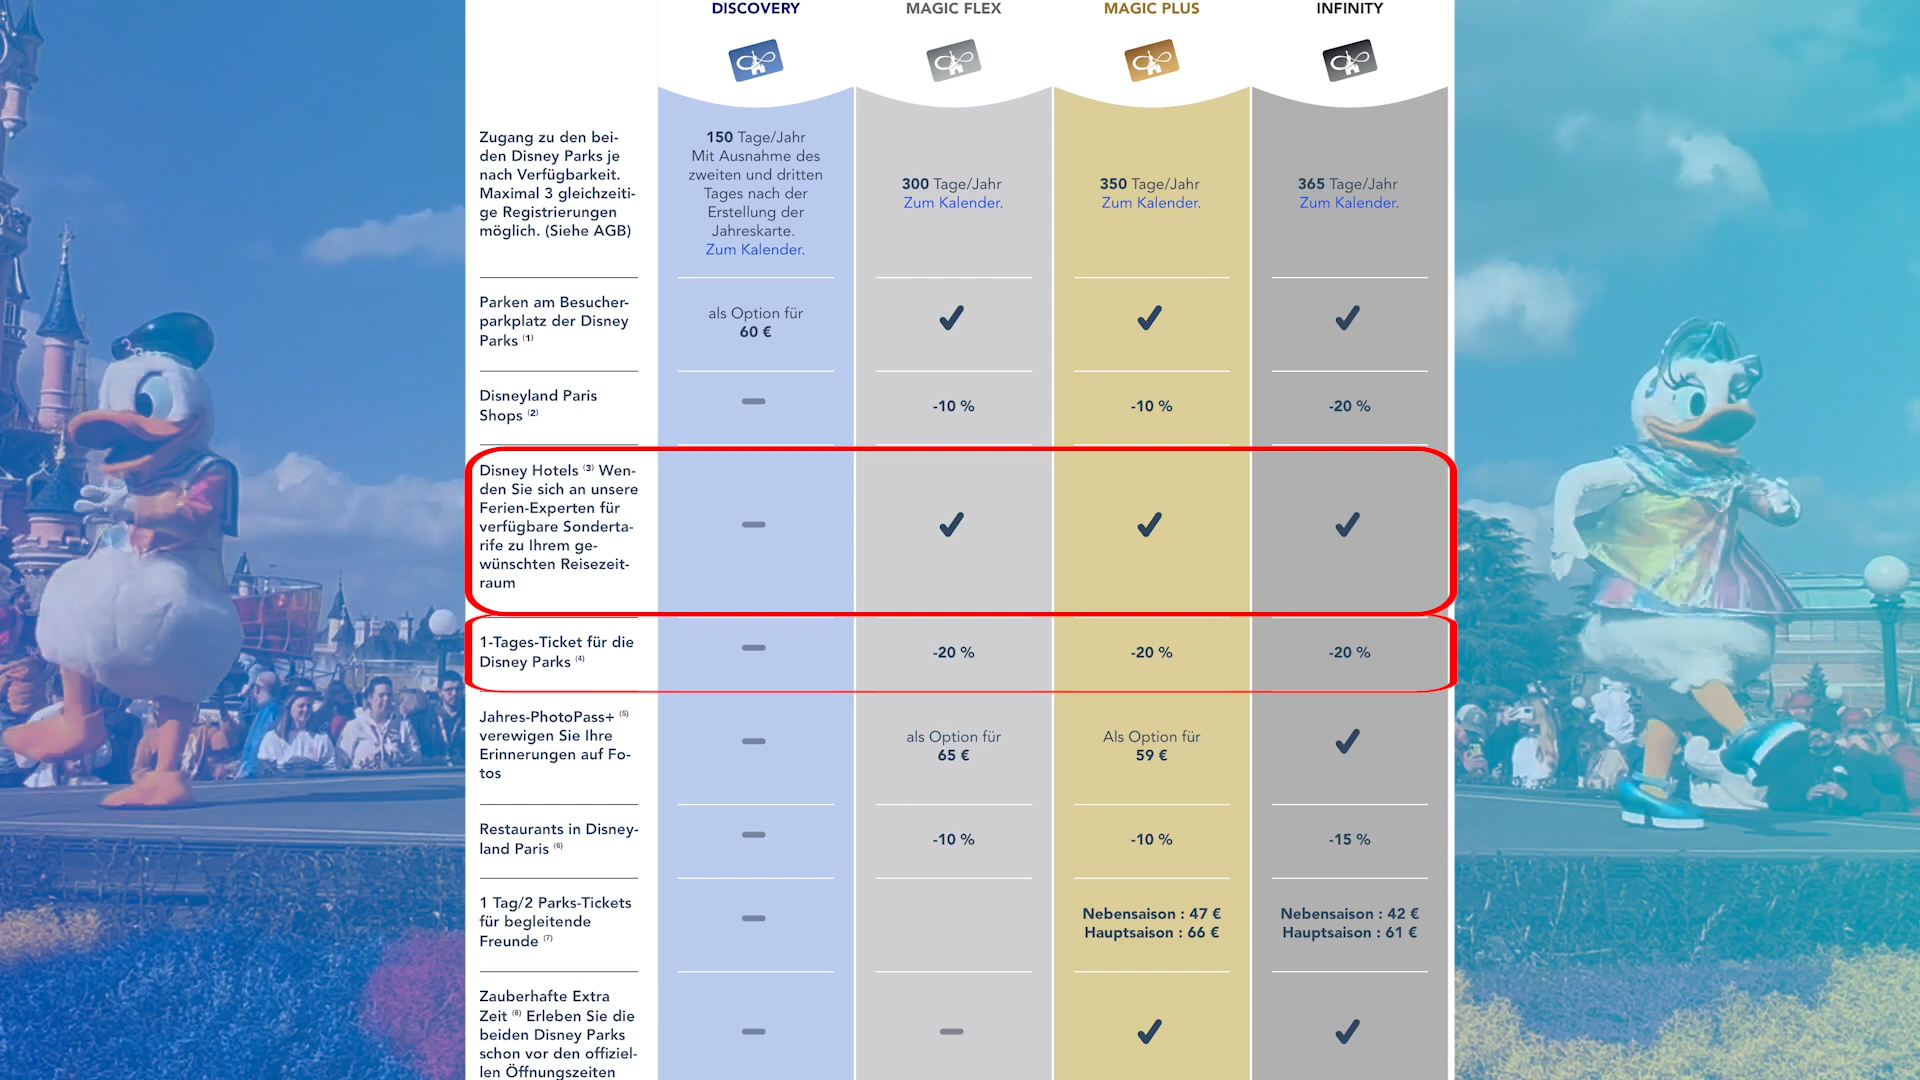 DISCOVERY
MAGIC FLEX
MAGIC PLUS
INFINITY
Zugang zu den bei-
den Disney Parks je
nach Verfügbarkeit.
Maximal 3 gleichzeiti-
ge Registrierungen
möglich. (Siehe AGB)
150 Tage/Jahr
Mit Ausnahme des
zweiten und dritten
Tages nach der
Erstellung der
Jahreskarte.
Zum Kalender.
300 Tage/Jahr
Zum Kalender.
350 Tage/Jahr
Zum Kalender.
365 Tage/Jahr
Zum Kalender.
Parken am Besucher-
parkplatz der Disney
Parks (1)
als Option für
60 €
Disneyland Paris
Shops (2)
-10 %
-10 %
-20 %
Disney Hotels (3) Wen-
den Sie sich an unsere
Ferien-Experten für
verfügbare Sonderta-
rife zu Ihrem ge-
wünschten Reisezeit-
raum
1-Tages-Ticket für die
Disney Parks (4)
-20 %
-20 %
-20 %
Jahres-PhotoPass+ (5)
verewigen Sie Ihre
Erinnerungen auf Fo-
tos
als Option für
65 €
Als Option für
59 €
Restaurants in Disney-
land Paris (6)
-10 %
-10 %
-15 %
1 Tag/2 Parks-Tickets
für begleitende
Freunde (7)
Nebensaison : 47 €
Hauptsaison : 66 €
Nebensaison : 42 €
Hauptsaison : 61 €
Zauberhafte Extra
Zeit (8) Erleben Sie die
beiden Disney Parks
schon vor den offiziel-
len Öffnungszeiten